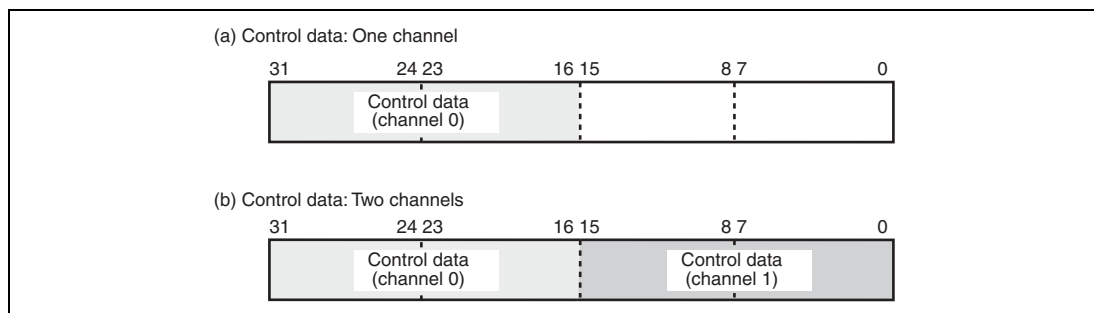 (a) Control data: One channel
31 24 23 16 15 8 7 0
Control data
(channel 0)
(b) Control data: Two channels
31 24 23 16 15 8 7 0
Control data Control data
(channel 0) (channel 1)